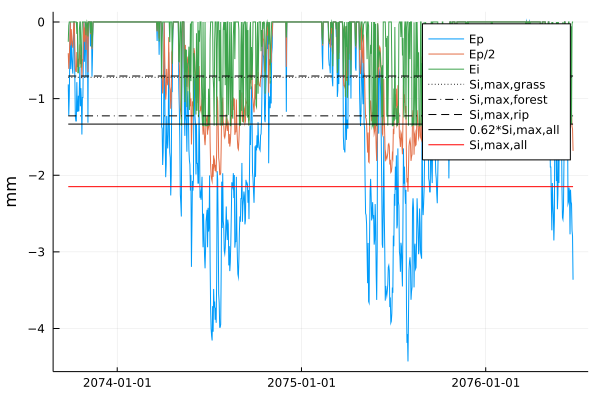 0
Ep
Ep/2
Ei
Si,max,grass
Si,max,forest
Si,max,rip
0.62*Si,max,all
Si,max,all
−1
−2
−3
−4
mm
2074-01-01
2075-01-01
2076-01-01